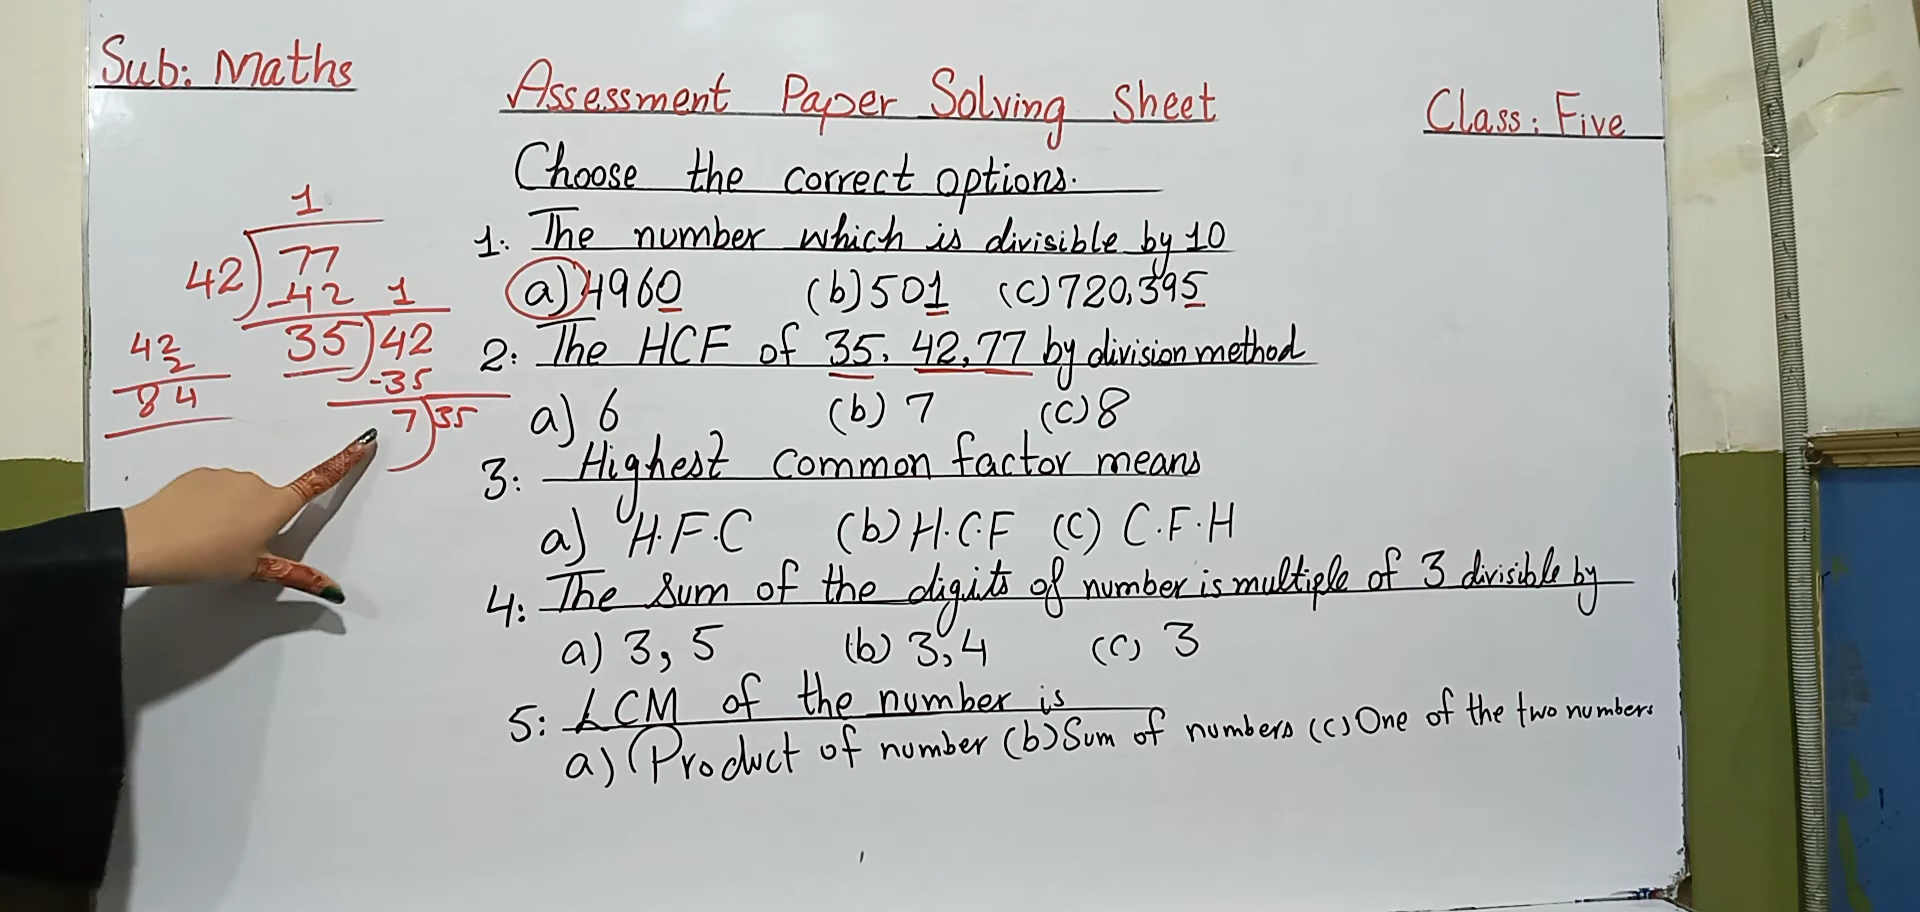 Sub: Maths
Assessment Paper Solving Sheet
Class: Five
Choose the correct options.
1: The number which is divisible by 10
a) 4960 (b) 501 (c) 720,395
2: The HCF of 35, 42, 77 by division method
a) 6 (b) 7 (c) 8
3: Highest common factor means
a) H.F.C (b) H.C.F (c) C.F.H
4: The sum of the digits of number is multiple of 3 divisible by
a) 3, 5 (b) 3,4 (c) 3
5: LCM of the number is
a) Product of number (b) Sum of numbers (c) One of the two numbers
1
42) 77
-42 1
35) 42
-35
7) 35
42
2
84